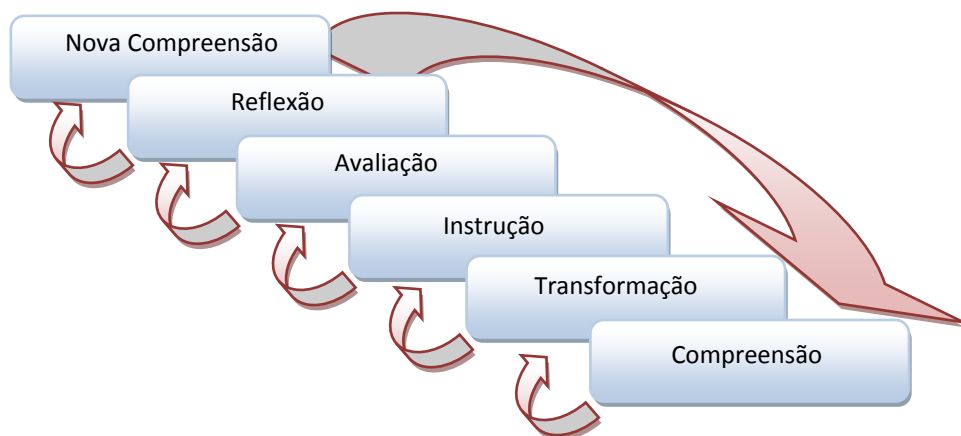 Nova Compreensão
Reflexão
Avaliação
Instrução
Transformação
Compreensão